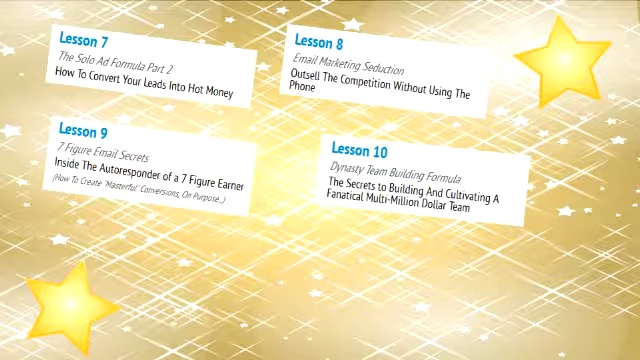 Lesson 7
The Solo Ad Formula Part 2
How To Convert Your Leads Into Hot Money
Lesson 8
Email Marketing Seduction
Outsell The Competition Without Using The
Phone
Lesson 9
7 Figure Email Secrets
Inside The Autoresponder of a 7 Figure Earner
(How To Create 'Masterful' Conversions, On Purpose..)
Lesson 10
Dynasty Team Building Formula
The Secrets to Building And Cultivating A
Fanatical Multi-Million Dollar Team